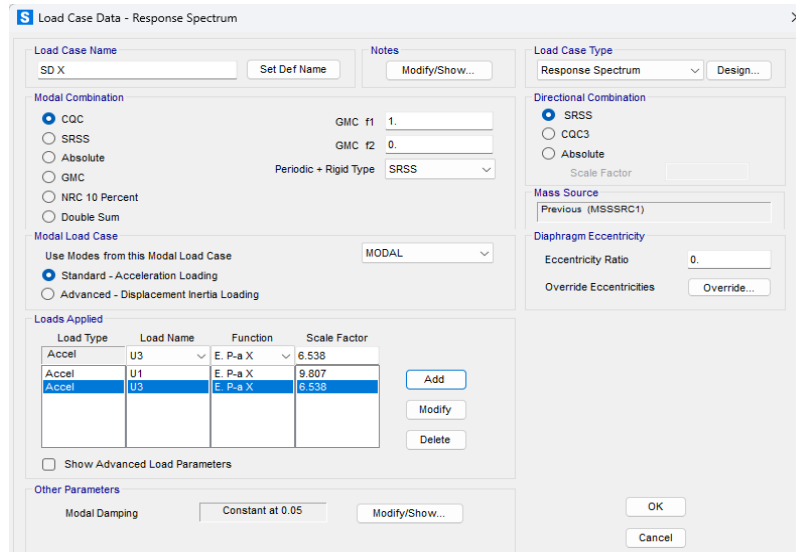 S Load Case Data - Response Spectrum
Load Case Name
SD X
Set Def Name
Notes
Modify/Show...
Load Case Type
Response Spectrum
Design...
Modal Combination
CQC
SRSS
Absolute
GMC
NRC 10 Percent
Double Sum
GMC f1 1.
GMC f2 0.
Periodic + Rigid Type SRSS
Directional Combination
SRSS
CQC3
Absolute
Scale Factor
Mass Source
Previous (MSSSRC1)
Modal Load Case
Use Modes from this Modal Load Case MODAL
Standard - Acceleration Loading
Advanced - Displacement Inertia Loading
Diaphragm Eccentricity
Eccentricity Ratio 0.
Override Eccentricities Override...
Loads Applied
Load Type Load Name Function Scale Factor
Accel U3 E. P-a X 6.538
Accel U1 E. P-a X 9.807
Accel U3 E. P-a X 6.538
Add
Modify
Delete
Show Advanced Load Parameters
Other Parameters
Modal Damping Constant at 0.05 Modify/Show...
OK
Cancel